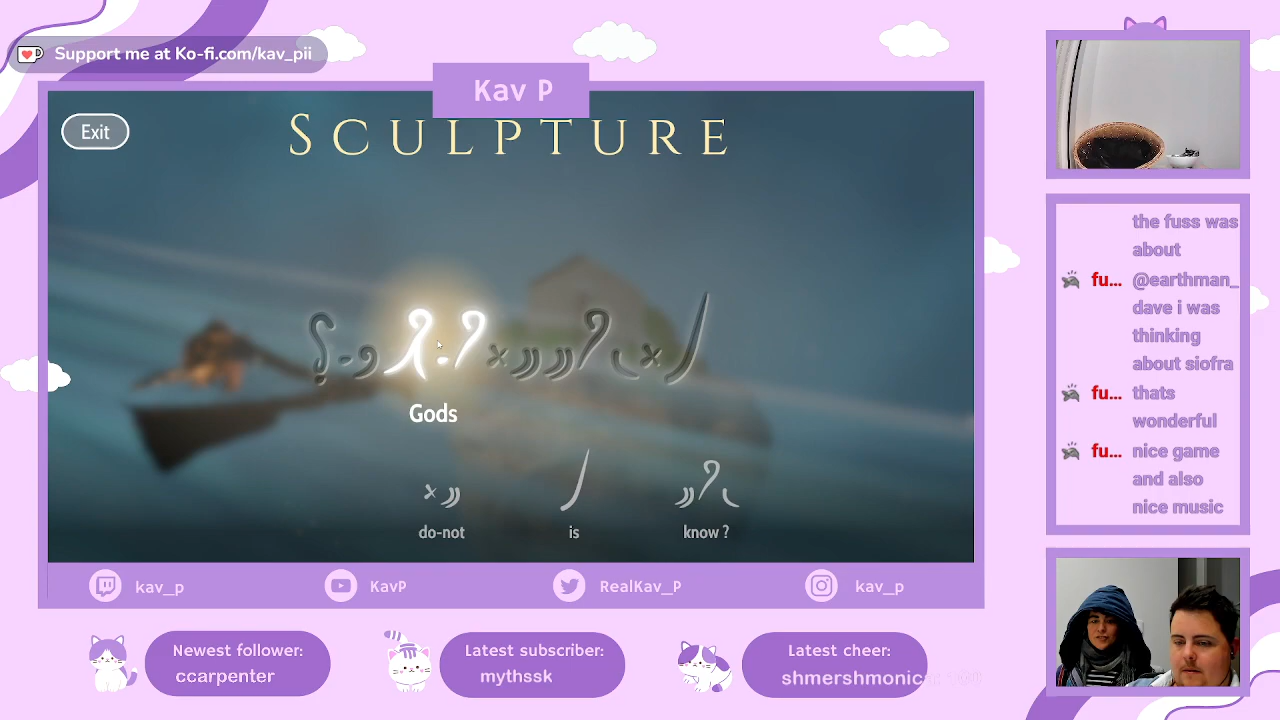 Support me at Ko-fi.com/kav_pii
Kav P
Exit
SCULPTURE
Gods
do-not
is
know ?
the fuss was
about
fu... @earthman_
dave i was
thinking
about siofra
fu... thats
wonderful
fu... nice game
and also
nice music
kav_p
KavP
RealKav_P
kav_p
Newest follower:
ccarpenter
Latest subscriber:
mythssk
Latest cheer:
shmershmonica: